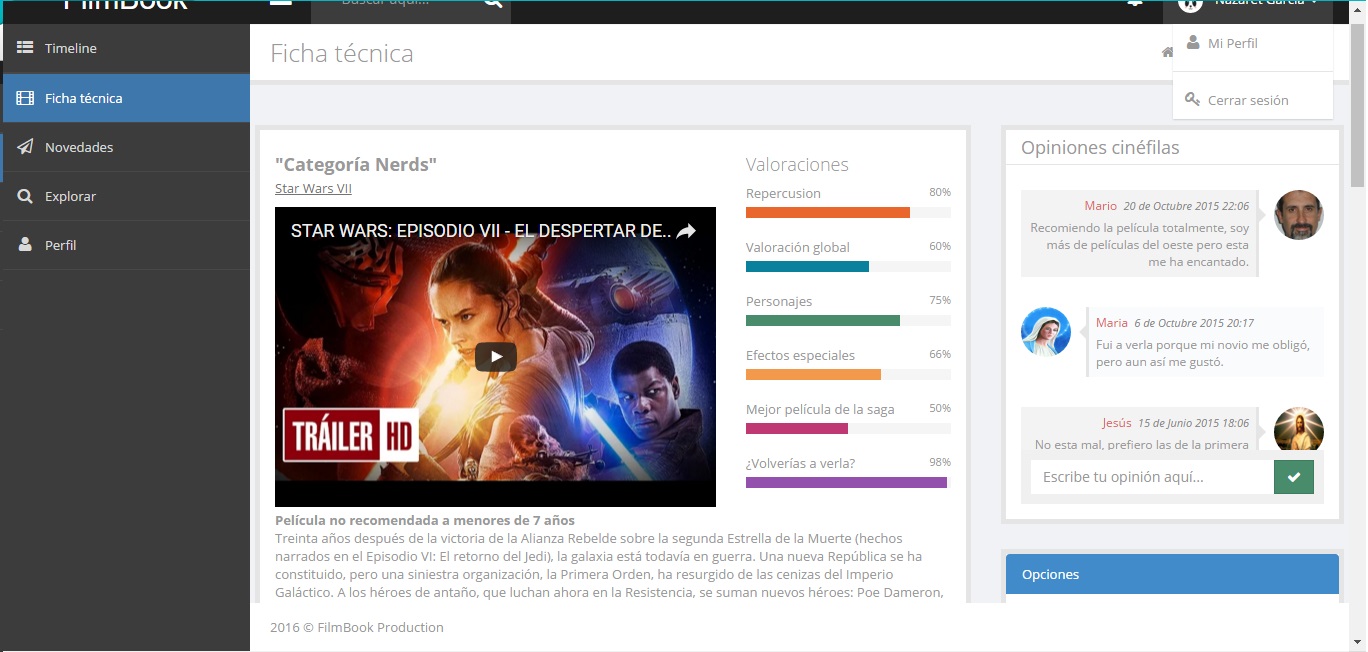 FilmBook
Buscar aquí...
Nazaret García
Timeline
Ficha técnica
Novedades
Explorar
Perfil
Ficha técnica
Mi Perfil
Cerrar sesión
"Categoría Nerds"
Star Wars VII
STAR WARS: EPISODIO VII - EL DESPERTAR DE..
TRÁILER HD
Película no recomendada a menores de 7 años
Treinta años después de la victoria de la Alianza Rebelde sobre la segunda Estrella de la Muerte (hechos
narrados en el Episodio VI: El retorno del Jedi), la galaxia está todavía en guerra. Una nueva República se ha
constituido, pero una siniestra organización, la Primera Orden, ha resurgido de las cenizas del Imperio
Galáctico. A los héroes de antaño, que luchan ahora en la Resistencia, se suman nuevos héroes: Poe Dameron,
Valoraciones
Repercusion 80%
Valoración global 60%
Personajes 75%
Efectos especiales 66%
Mejor película de la saga 50%
¿Volverías a verla? 98%
Opiniones cinéfilas
Mario 20 de Octubre 2015 22:06
Recomiendo la película totalmente, soy
más de películas del oeste pero esta
me ha encantado.
Maria 6 de Octubre 2015 20:17
Fui a verla porque mi novio me obligó,
pero aun así me gustó.
Jesús 15 de Junio 2015 18:06
No esta mal, prefiero las de la primera
Escribe tu opinión aquí...
Opciones
2016 © FilmBook Production